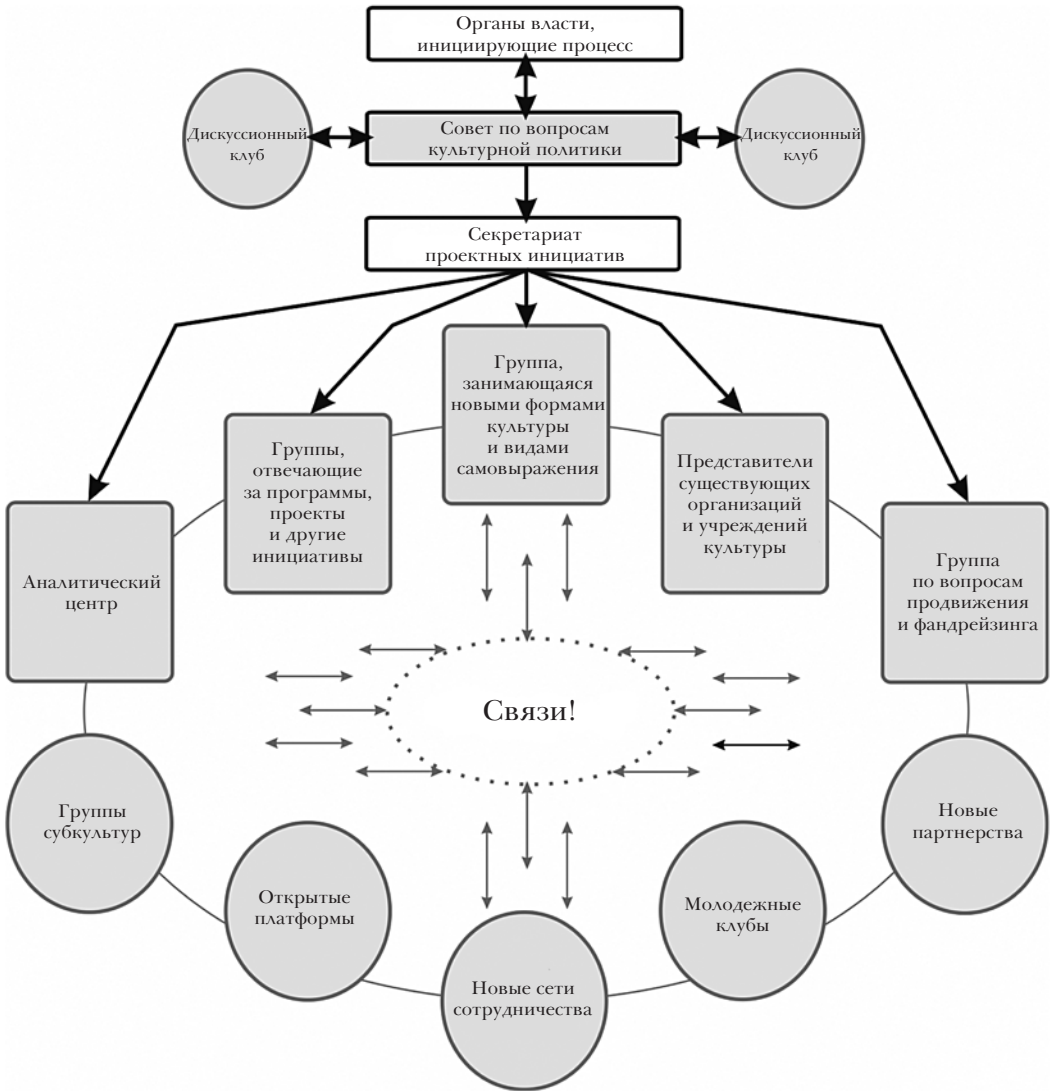 Органы власти,
инициирующие процесс
Дискуссионный
клуб
Совет по вопросам
культурной политики
Дискуссионный
клуб
Секретариат
проектных инициатив
Группа,
занимающаяся
новыми формами
культуры
и видами
самовыражения
Группы,
отвечающие
за программы,
проекты
и другие
инициативы
Представители
существующих
организаций
и учреждений
культуры
Аналитический
центр
Группа
по вопросам
продвижения
и фандрейзинга
Связи!
Группы
субкультур
Новые
партнерства
Открытые
платформы
Молодежные
клубы
Новые сети
сотрудничества